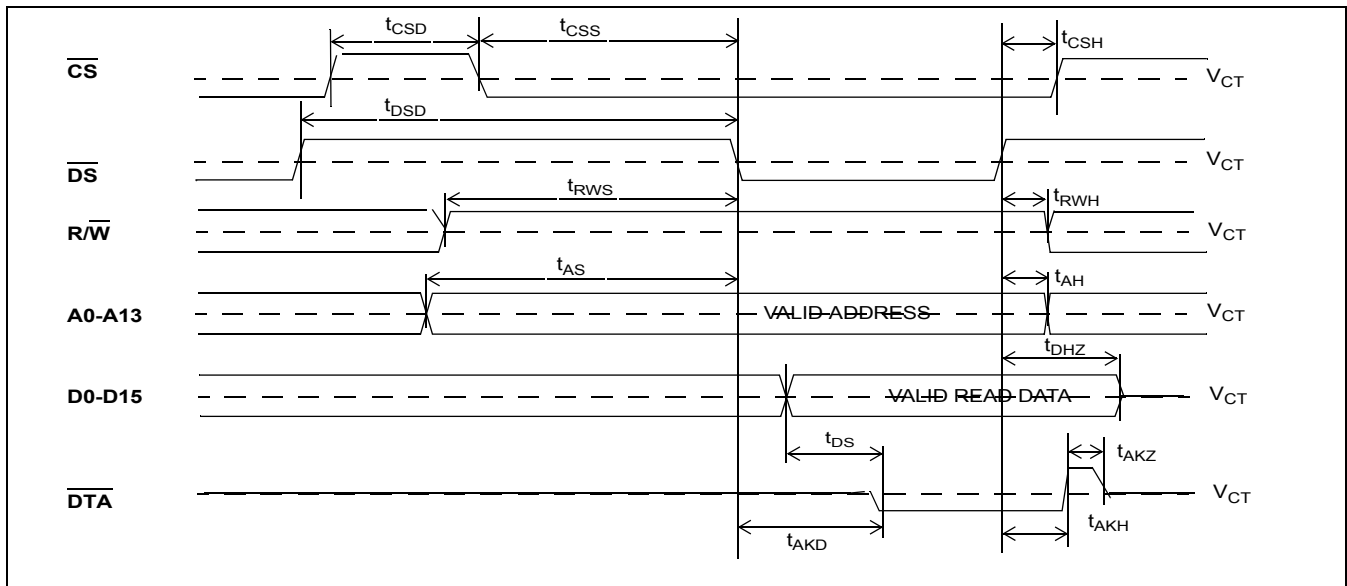 tCSD
tCSS
tCSH
CS
VCT
tDSD
DS
VCT
tRWS
tRWH
R/W
VCT
tAS
tAH
A0-A13
VALID ADDRESS
VCT
tDHZ
D0-D15
VALID READ DATA
VCT
tDS
tAKZ
DTA
VCT
tAKD
tAKH